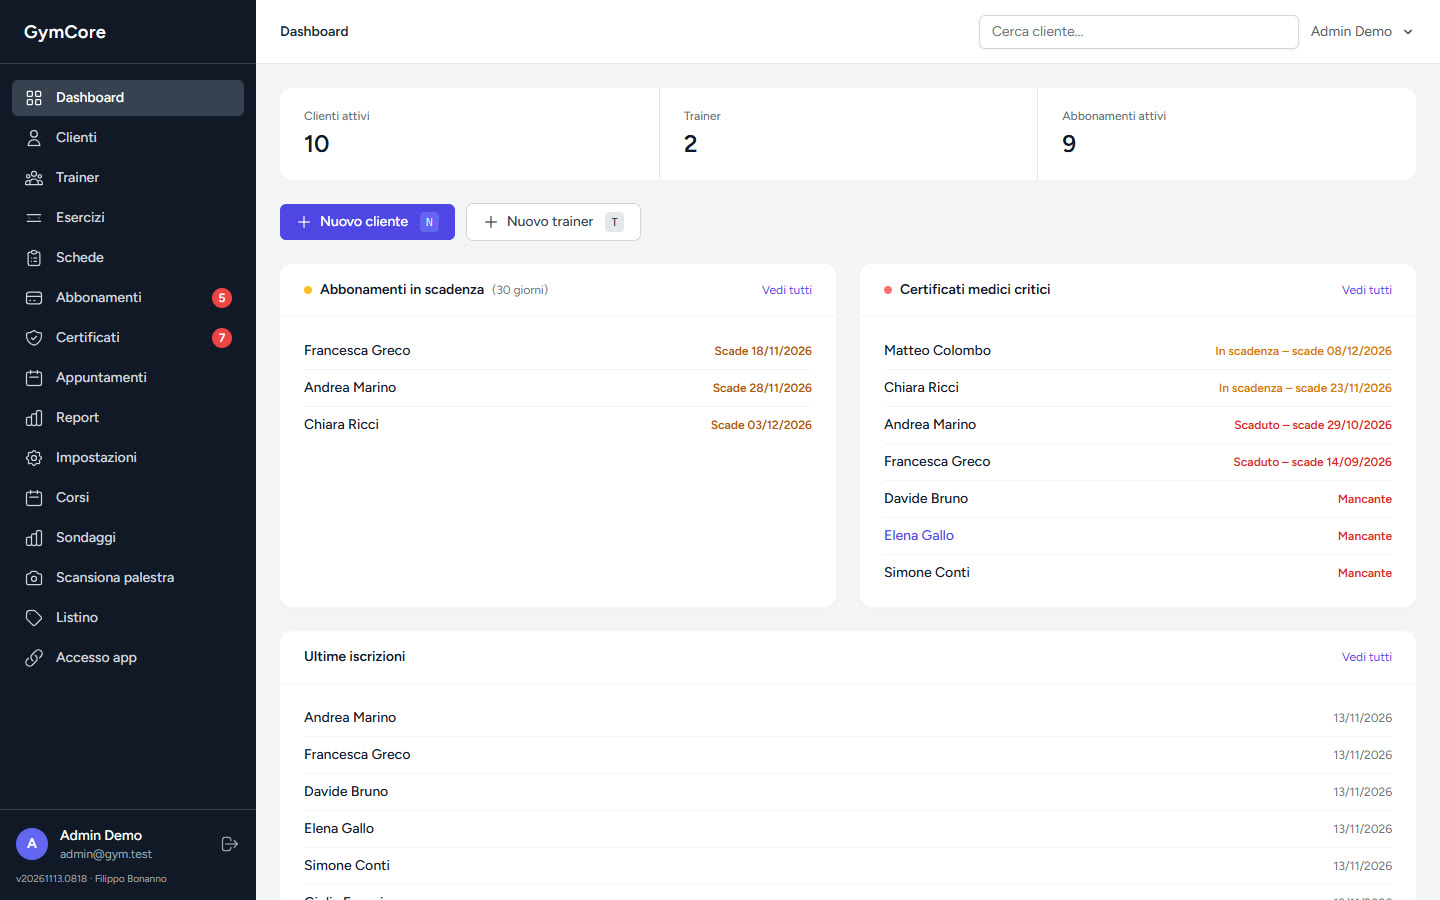 GymCore
Dashboard
Clienti
Trainer
Esercizi
Schede
Abbonamenti 5
Certificati 7
Appuntamenti
Report
Impostazioni
Corsi
Sondaggi
Scansiona palestra
Listino
Accesso app
A
Admin Demo
admin@gym.test
v20261113.0818 · Filippo Bonanno
Dashboard
Cerca cliente...
Admin Demo
Clienti attivi
10
Trainer
2
Abbonamenti attivi
9
Nuovo cliente N
Nuovo trainer T
Abbonamenti in scadenza (30 giorni) Vedi tutti
Francesca Greco Scade 18/11/2026
Andrea Marino Scade 28/11/2026
Chiara Ricci Scade 03/12/2026
Certificati medici critici Vedi tutti
Matteo Colombo In scadenza – scade 08/12/2026
Chiara Ricci In scadenza – scade 23/11/2026
Andrea Marino Scaduto – scade 29/10/2026
Francesca Greco Scaduto – scade 14/09/2026
Davide Bruno Mancante
Elena Gallo Mancante
Simone Conti Mancante
Ultime iscrizioni Vedi tutti
Andrea Marino 13/11/2026
Francesca Greco 13/11/2026
Davide Bruno 13/11/2026
Elena Gallo 13/11/2026
Simone Conti 13/11/2026